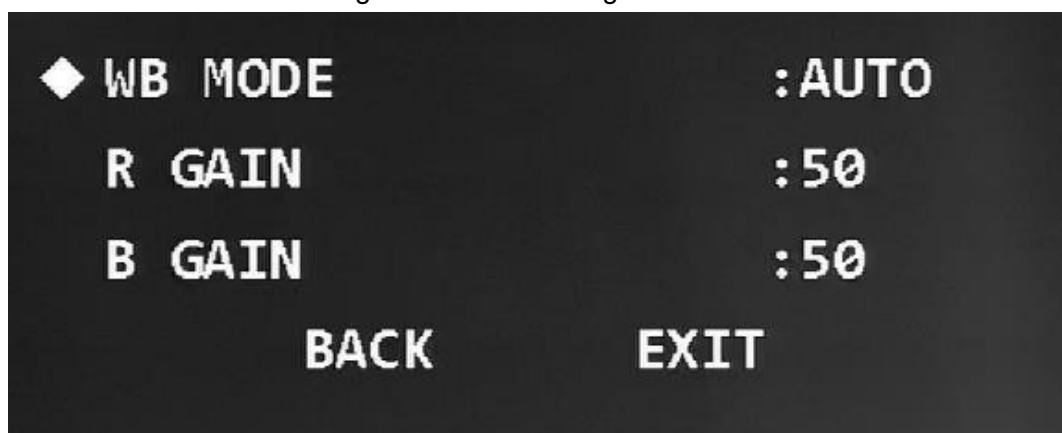 ◆ WB MODE :AUTO
R GAIN :50
B GAIN :50
BACK EXIT